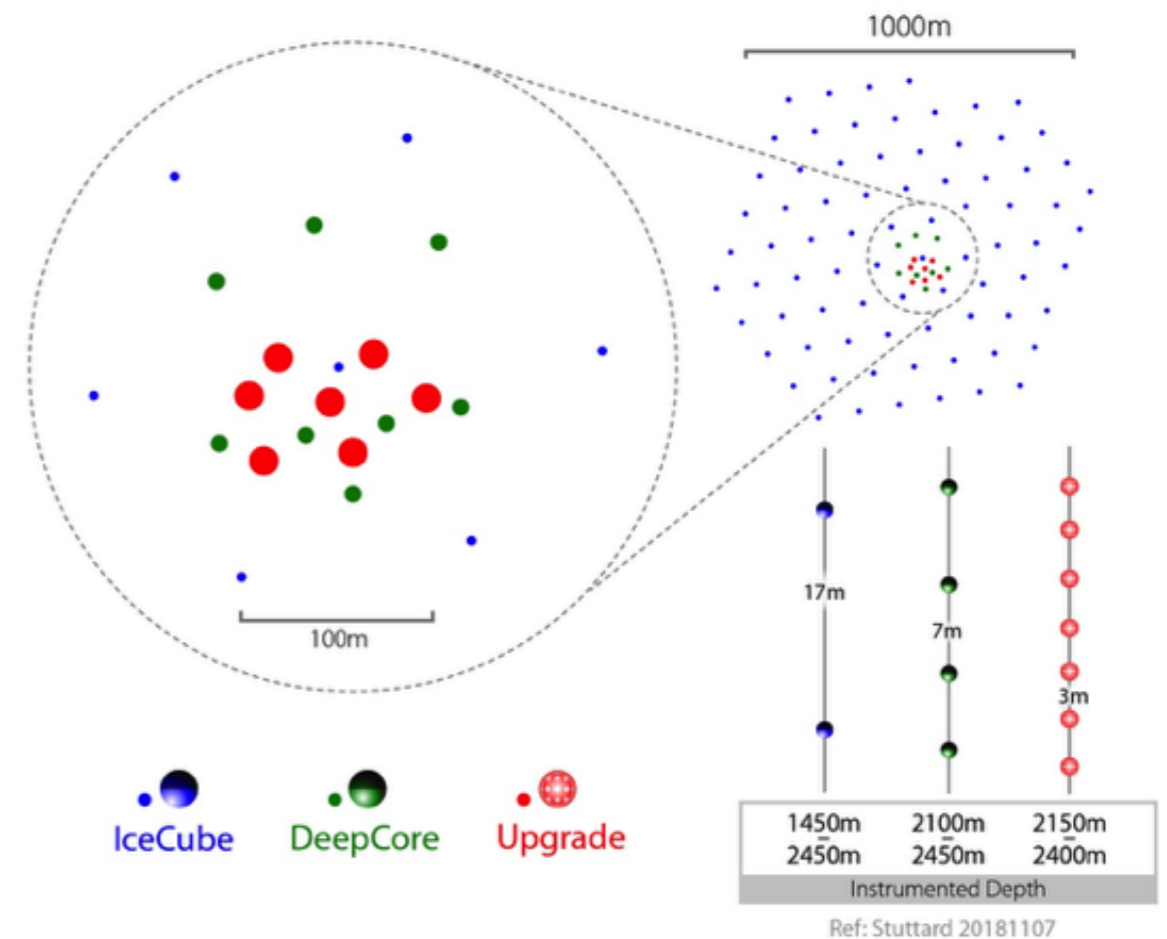 1000m
100m
17m
7m
3m
IceCube
DeepCore
Upgrade
1450m 2100m 2150m
- - -
2450m 2450m 2400m
Instrumented Depth
Ref: Stuttard 20181107